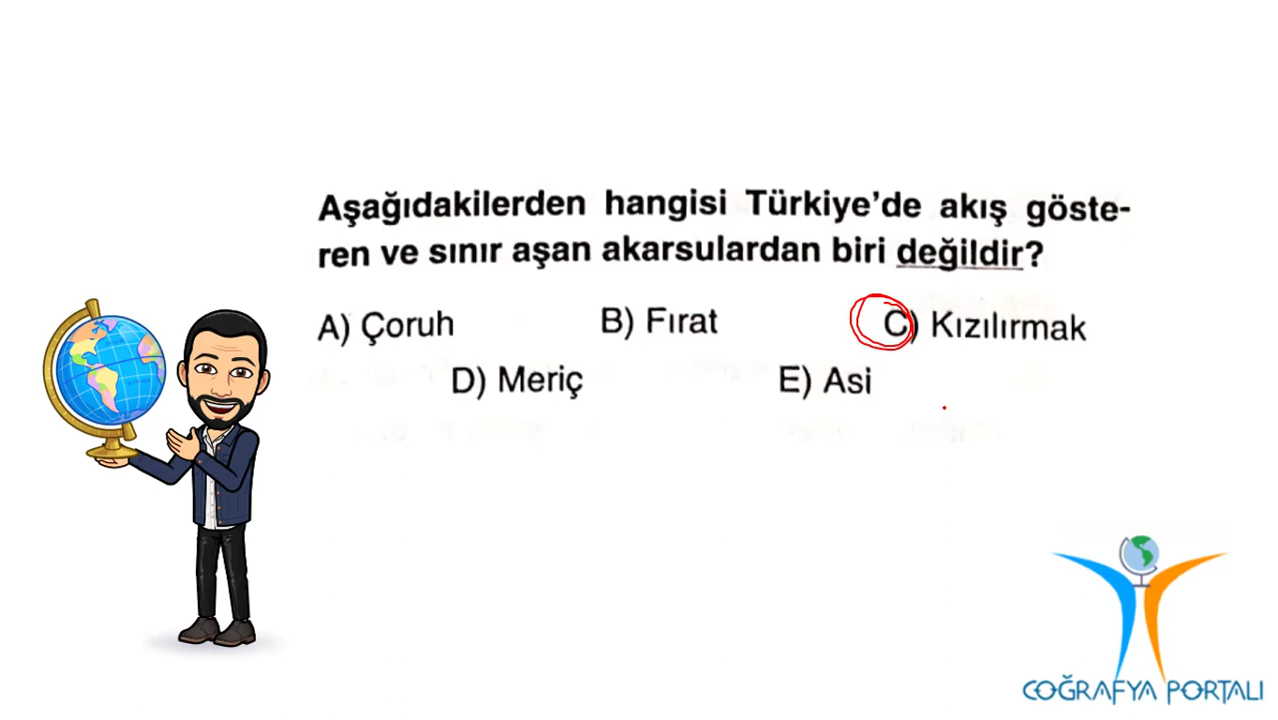 Aşağıdakilerden hangisi Türkiye'de akış göste-
ren ve sınır aşan akarsulardan biri değildir?
A) Çoruh B) Fırat C) Kızılırmak
D) Meriç E) Asi
COĞRAFYA PORTALI